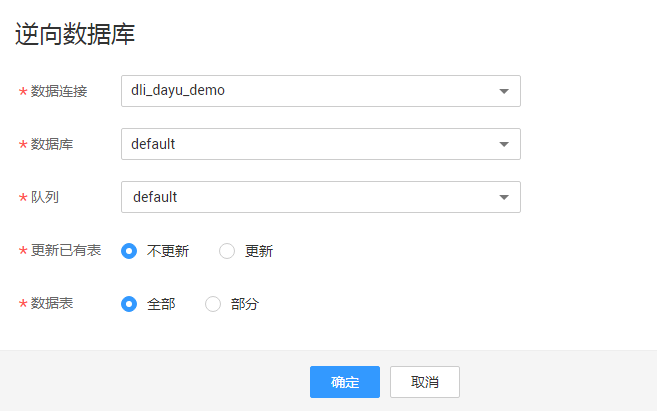 逆向数据库
* 数据连接 dli_dayu_demo
* 数据库 default
* 队列 default
* 更新已有表 不更新 更新
* 数据表 全部 部分
确定 取消